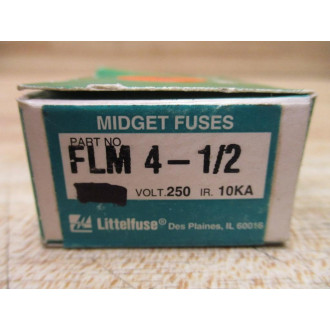 MIDGET FUSES
PART NO.
FLM 4-1/2
VOLT.250 IR. 10KA
Littelfuse® Des Plaines, IL 60016